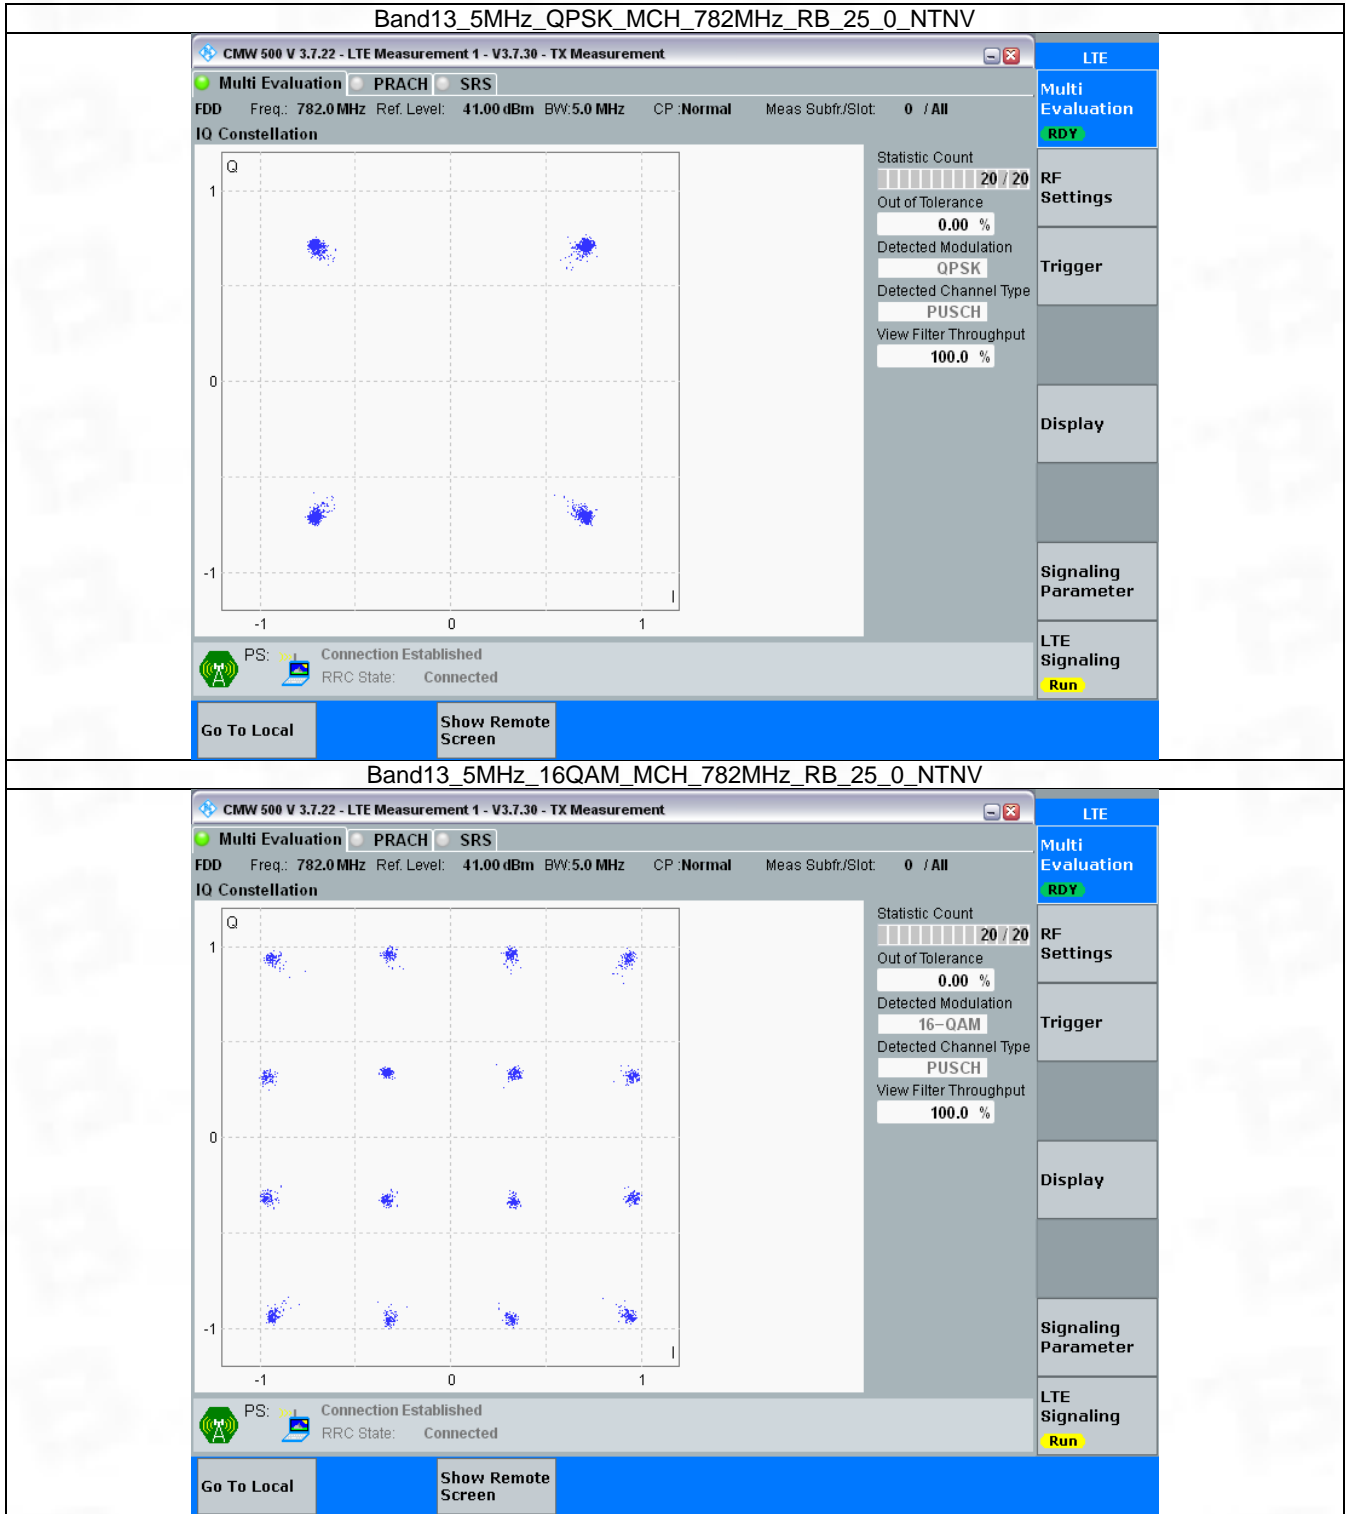 Band13_5MHz_QPSK_MCH_782MHz_RB_25_0_NTNV
CMW 500 V 3.7.22 - LTE Measurement 1 - V3.7.30 - TX Measurement
LTE
Multi Evaluation PRACH SRS
Multi
Evaluation
RDY
FDD Freq.: 782.0 MHz Ref. Level: 41.00 dBm BW: 5.0 MHz CP : Normal Meas Subfr./Slot: 0 / All
IQ Constellation
Q
1
0
-1
I
-1 0 1
Statistic Count
20 / 20
Out of Tolerance
0.00 %
Detected Modulation
QPSK
Detected Channel Type
PUSCH
View Filter Throughput
100.0 %
RF
Settings
Trigger
Display
Signaling
Parameter
LTE
Signaling
Run
PS: Connection Established
RRC State: Connected
Go To Local
Show Remote
Screen
Band13_5MHz_16QAM_MCH_782MHz_RB_25_0_NTNV
CMW 500 V 3.7.22 - LTE Measurement 1 - V3.7.30 - TX Measurement
LTE
Multi Evaluation PRACH SRS
Multi
Evaluation
RDY
FDD Freq.: 782.0 MHz Ref. Level: 41.00 dBm BW: 5.0 MHz CP : Normal Meas Subfr./Slot: 0 / All
IQ Constellation
Q
1
0
-1
I
-1 0 1
Statistic Count
20 / 20
Out of Tolerance
0.00 %
Detected Modulation
16-QAM
Detected Channel Type
PUSCH
View Filter Throughput
100.0 %
RF
Settings
Trigger
Display
Signaling
Parameter
LTE
Signaling
Run
PS: Connection Established
RRC State: Connected
Go To Local
Show Remote
Screen